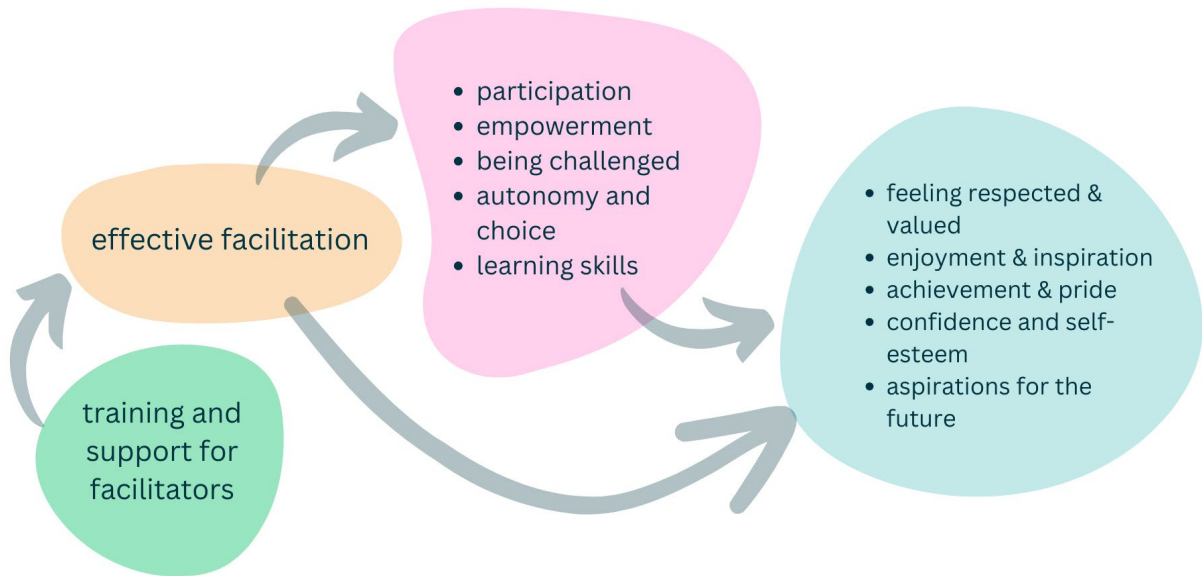 training and
support for
facilitators
effective facilitation
• participation
• empowerment
• being challenged
• autonomy and
choice
• learning skills
• feeling respected &
valued
• enjoyment & inspiration
• achievement & pride
• confidence and self-
esteem
• aspirations for the
future